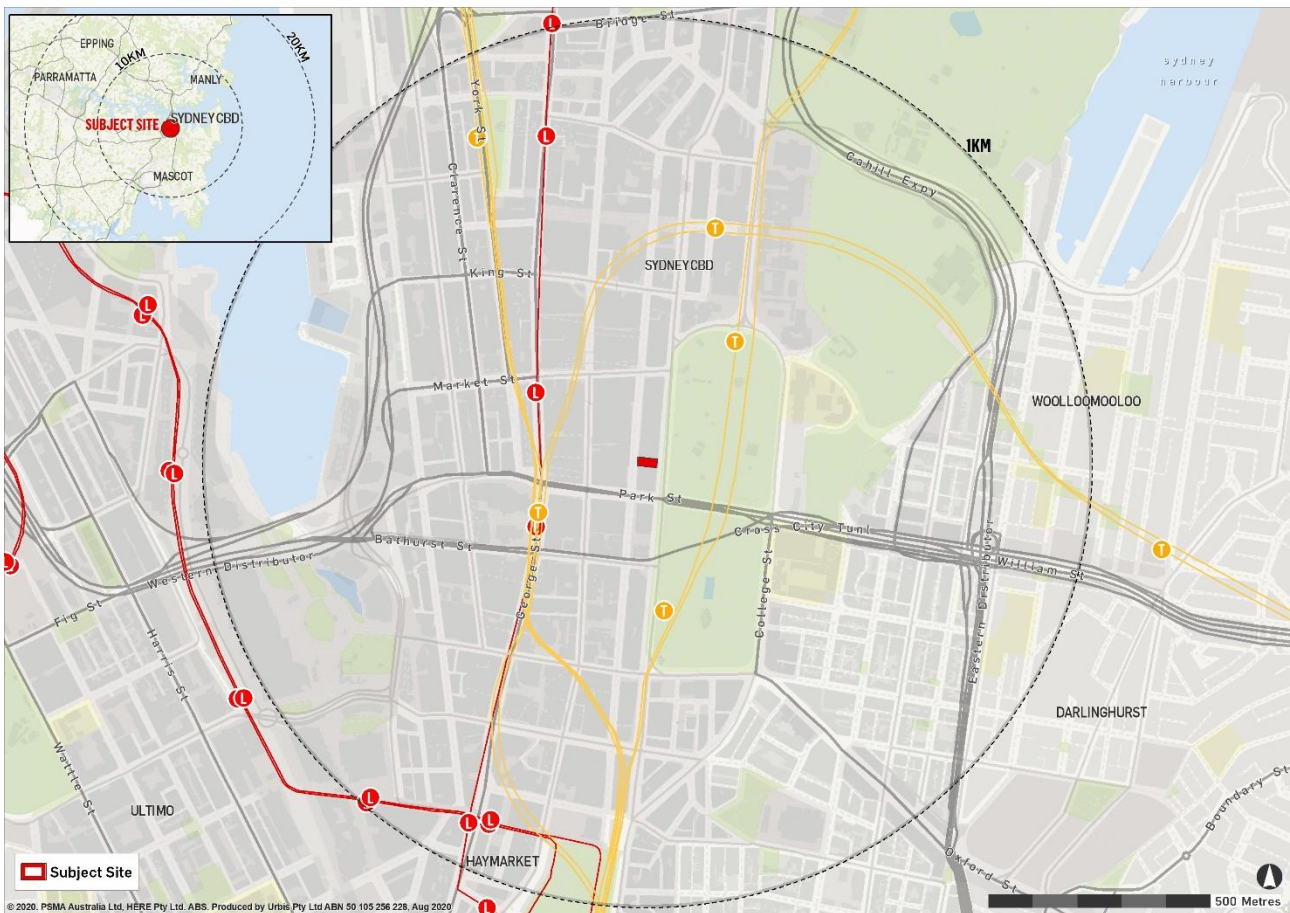 EPPING
10KM
20KM
PARRAMATTA
MANLY
SUBJECT SITE
SYDNEY CBD
MASCOT
L
Bridge St
sydney
harbour
York St
T
L
1KM
Clarence St
Cahill Expy
T
King St
SYDNEY CBD
L
L
T
Market St
L
WOOLLOOMOOLOO
L
Park St
T
L
Cross City Tunl
Bathurst St
T
Western Distributor
L
William St
George St
Fig St
T
College St
Eastern Distributor
Harris St
L
DARLINGHURST
Wattle St
L
ULTIMO
L
L
Boundary St
HAYMARKET
Oxford St
Subject Site
L
500 Metres
© 2020. PSMA Australia Ltd, HERE Pty Ltd. ABS. Produced by Urbis Pty Ltd ABN 50 105 256 228, Aug 2020